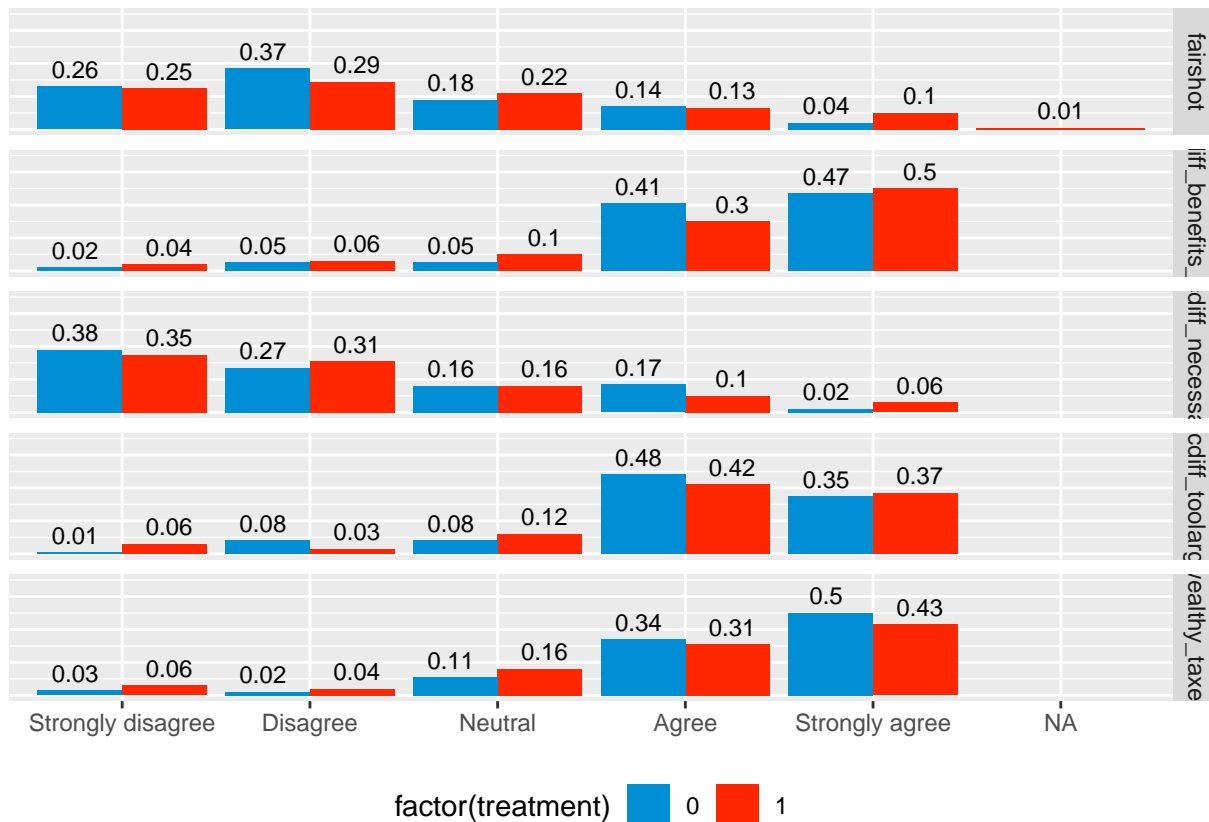 0.26 0.25 0.37 0.29 0.18 0.22 0.14 0.13 0.04 0.1 0.01
fairshot
0.02 0.04 0.05 0.06 0.05 0.1 0.41 0.3 0.47 0.5
iff_benefits_
0.38 0.35 0.27 0.31 0.16 0.16 0.17 0.1 0.02 0.06
diff_necessa
0.01 0.06 0.08 0.03 0.08 0.12 0.48 0.42 0.35 0.37
cdiff_toolarg
0.03 0.06 0.02 0.04 0.11 0.16 0.34 0.31 0.5 0.43
ealthy_taxe
Strongly disagree Disagree Neutral Agree Strongly agree NA
factor(treatment) 0 1